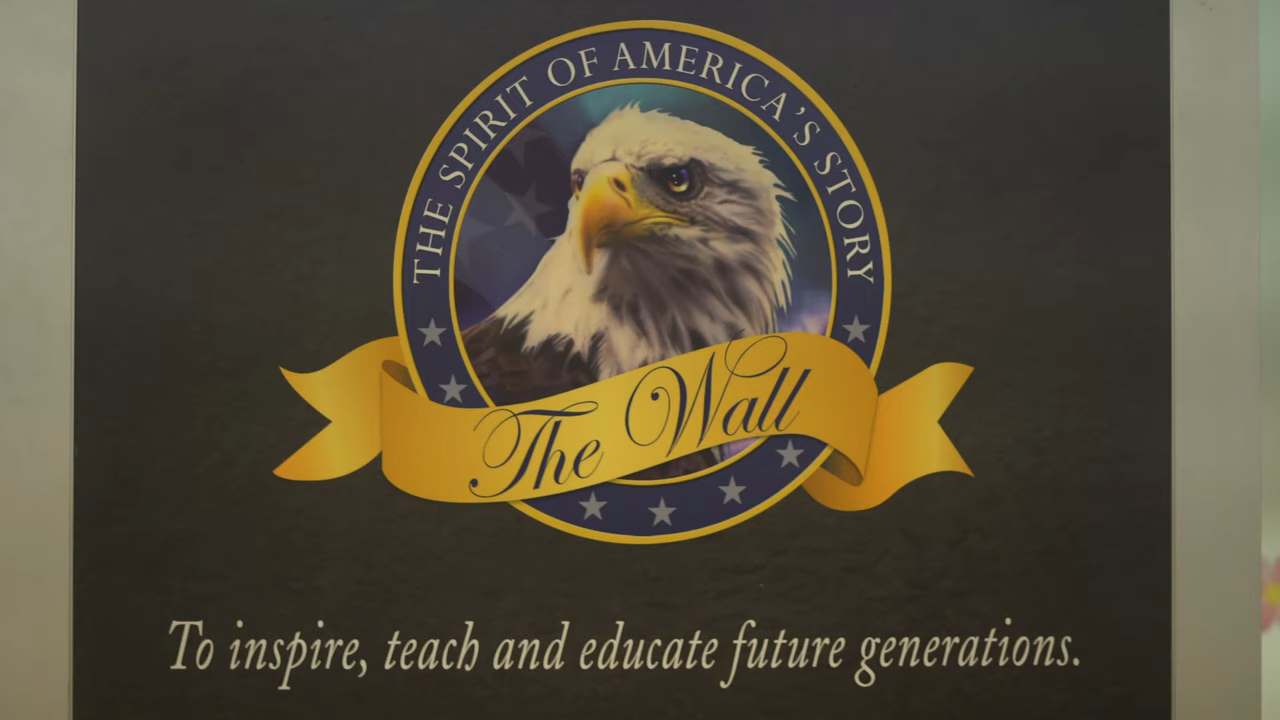 THE SPIRIT OF AMERICA'S STORY
The Wall
To inspire, teach and educate future generations.